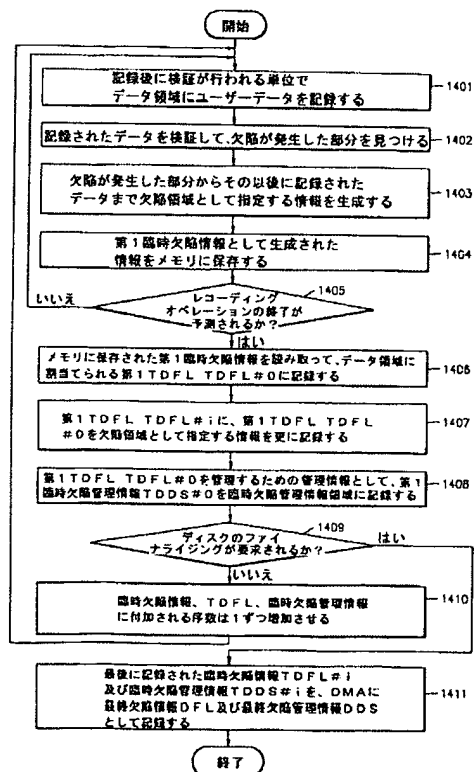 開始
記録後に検証が行われる単位で
データ領域にユーザーデータを記録する
1401
記録されたデータを検証して、欠陥が発生した部分を見つける
1402
欠陥が発生した部分からその以後に記録された
データまで欠陥領域として指定する情報を生成する
1403
第1臨時欠陥情報として生成された
情報をメモリに保存する
1404
1405
いいえ
レコーディング
オペレーションの終了が
予測されるか？
はい
メモリに保存された第1臨時欠陥情報を読み取って、データ領域に
割当てられる第1TDFL TDFL#0に記録する
1406
第1TDFL TDFL#iに、第1TDFL TDFL
#0を欠陥領域として指定する情報を更に記録する
1407
第1TDFL TDFL#0を管理するための管理情報として、第1
臨時欠陥管理情報TDDS#0を臨時欠陥管理情報領域に記録する
1408
1409
ディスクのファイ
ナライジングが要求されるか？
はい
いいえ
臨時欠陥情報、TDFL、臨時欠陥管理情報
に付加される序数は1ずつ増加させる
1410
最後に記録された臨時欠陥情報TDFL#i
及び臨時欠陥管理情報TDDS#iを、DMAに
最終欠陥情報DFL及び最終欠陥管理情報DDS
として記録する
1411
終了